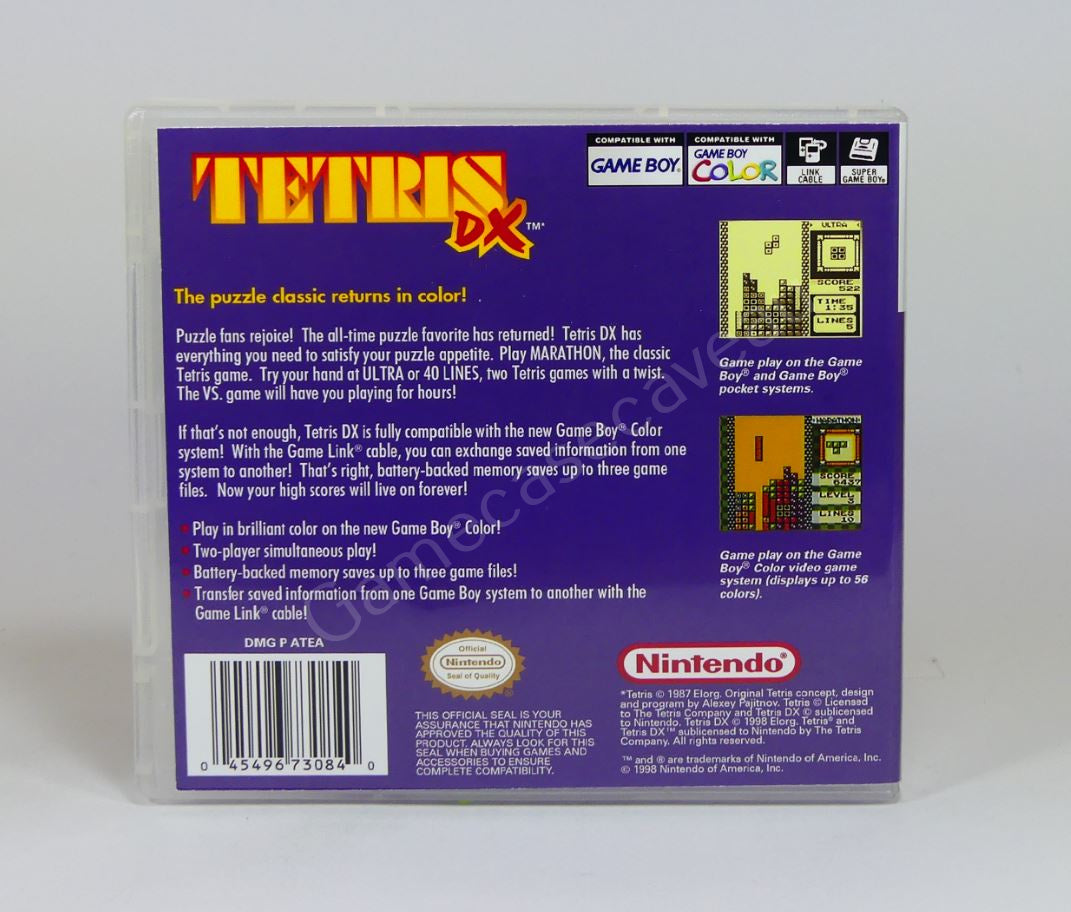 TETRIS
DX™*
COMPATIBLE WITH
GAME BOY®
COMPATIBLE WITH
GAME BOY
COLOR
LINK
CABLE
SUPER
GAME BOY®
The puzzle classic returns in color!
Puzzle fans rejoice! The all-time puzzle favorite has returned! Tetris DX has
everything you need to satisfy your puzzle appetite. Play MARATHON, the classic
Tetris game. Try your hand at ULTRA or 40 LINES, two Tetris games with a twist.
The VS. game will have you playing for hours!
If that's not enough, Tetris DX is fully compatible with the new Game Boy® Color
system! With the Game Link® cable, you can exchange saved information from one
system to another! That's right, battery-backed memory saves up to three game
files. Now your high scores will live on forever!
• Play in brilliant color on the new Game Boy® Color!
• Two-player simultaneous play!
• Battery-backed memory saves up to three game files!
• Transfer saved information from one Game Boy system to another with the
Game Link® cable!
ULTRA
SCORE
522
TIME
1:35
LINES
5
Game play on the Game
Boy® and Game Boy®
pocket systems.
MARATHON
SCORE
6437
LEVEL
3
LINES
10
Game play on the Game
Boy® Color video game
system (displays up to 56
colors).
DMG P ATEA
0 45496 73084 0
Official
Nintendo
Seal of Quality
®
THIS OFFICIAL SEAL IS YOUR
ASSURANCE THAT NINTENDO HAS
APPROVED THE QUALITY OF THIS
PRODUCT. ALWAYS LOOK FOR THIS
SEAL WHEN BUYING GAMES AND
ACCESSORIES TO ENSURE
COMPLETE COMPATIBILITY.
Nintendo®
*Tetris © 1987 Elorg. Original Tetris concept, design
and program by Alexey Pajitnov. Tetris © Licensed
to The Tetris Company and Tetris DX © sublicensed
to Nintendo. Tetris DX © 1998 Elorg. Tetris® and
Tetris DX™ sublicensed to Nintendo by The Tetris
Company. All rights reserved.
™ and ® are trademarks of Nintendo of America, Inc.
© 1998 Nintendo of America, Inc.